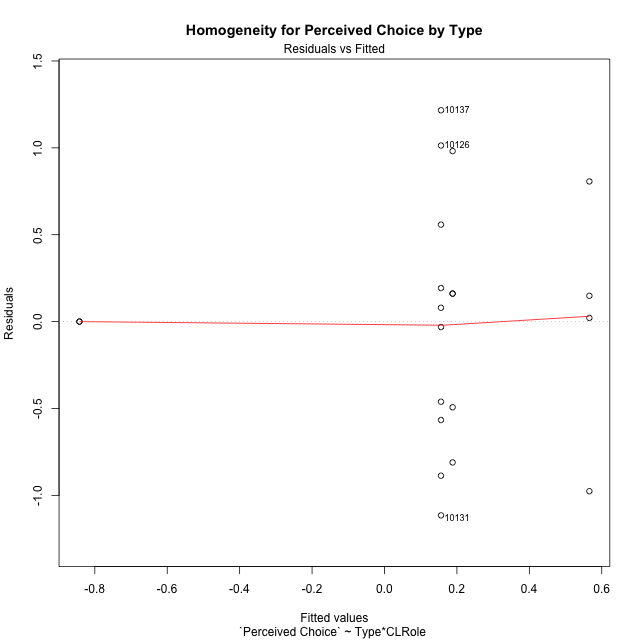 Homogeneity for Perceived Choice by Type
Residuals vs Fitted
1.5
1.0
0.5
0.0
-0.5
-1.0
Residuals
10137
10126
10131
-0.8 -0.6 -0.4 -0.2 0.0 0.2 0.4 0.6
Fitted values
`Perceived Choice` ~ Type*CLRole